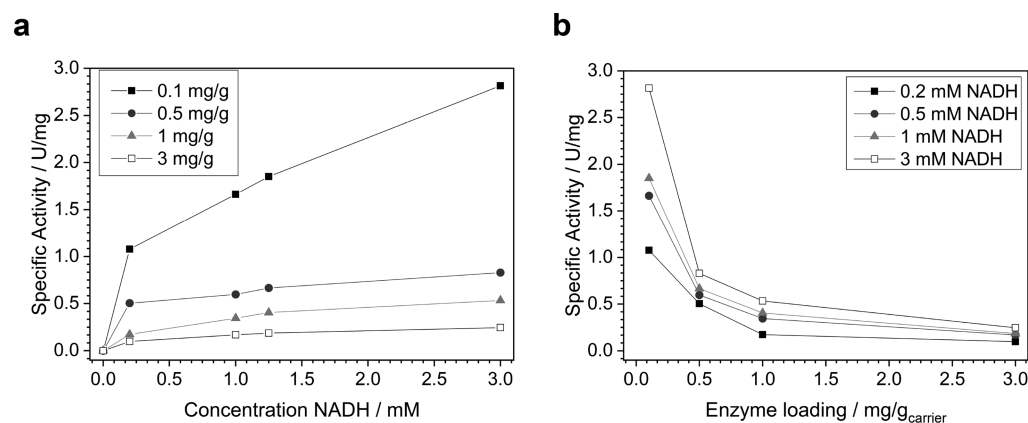 a
3.0
2.5
2.0
1.5
1.0
0.5
0.0
Specific Activity / U/mg
0.1 mg/g
0.5 mg/g
1 mg/g
3 mg/g
0.0 0.5 1.0 1.5 2.0 2.5 3.0
Concentration NADH / mM
b
3.0
2.5
2.0
1.5
1.0
0.5
0.0
Specific Activity / U/mg
0.2 mM NADH
0.5 mM NADH
1 mM NADH
3 mM NADH
0.0 0.5 1.0 1.5 2.0 2.5 3.0
Enzyme loading / mg/gcarrier